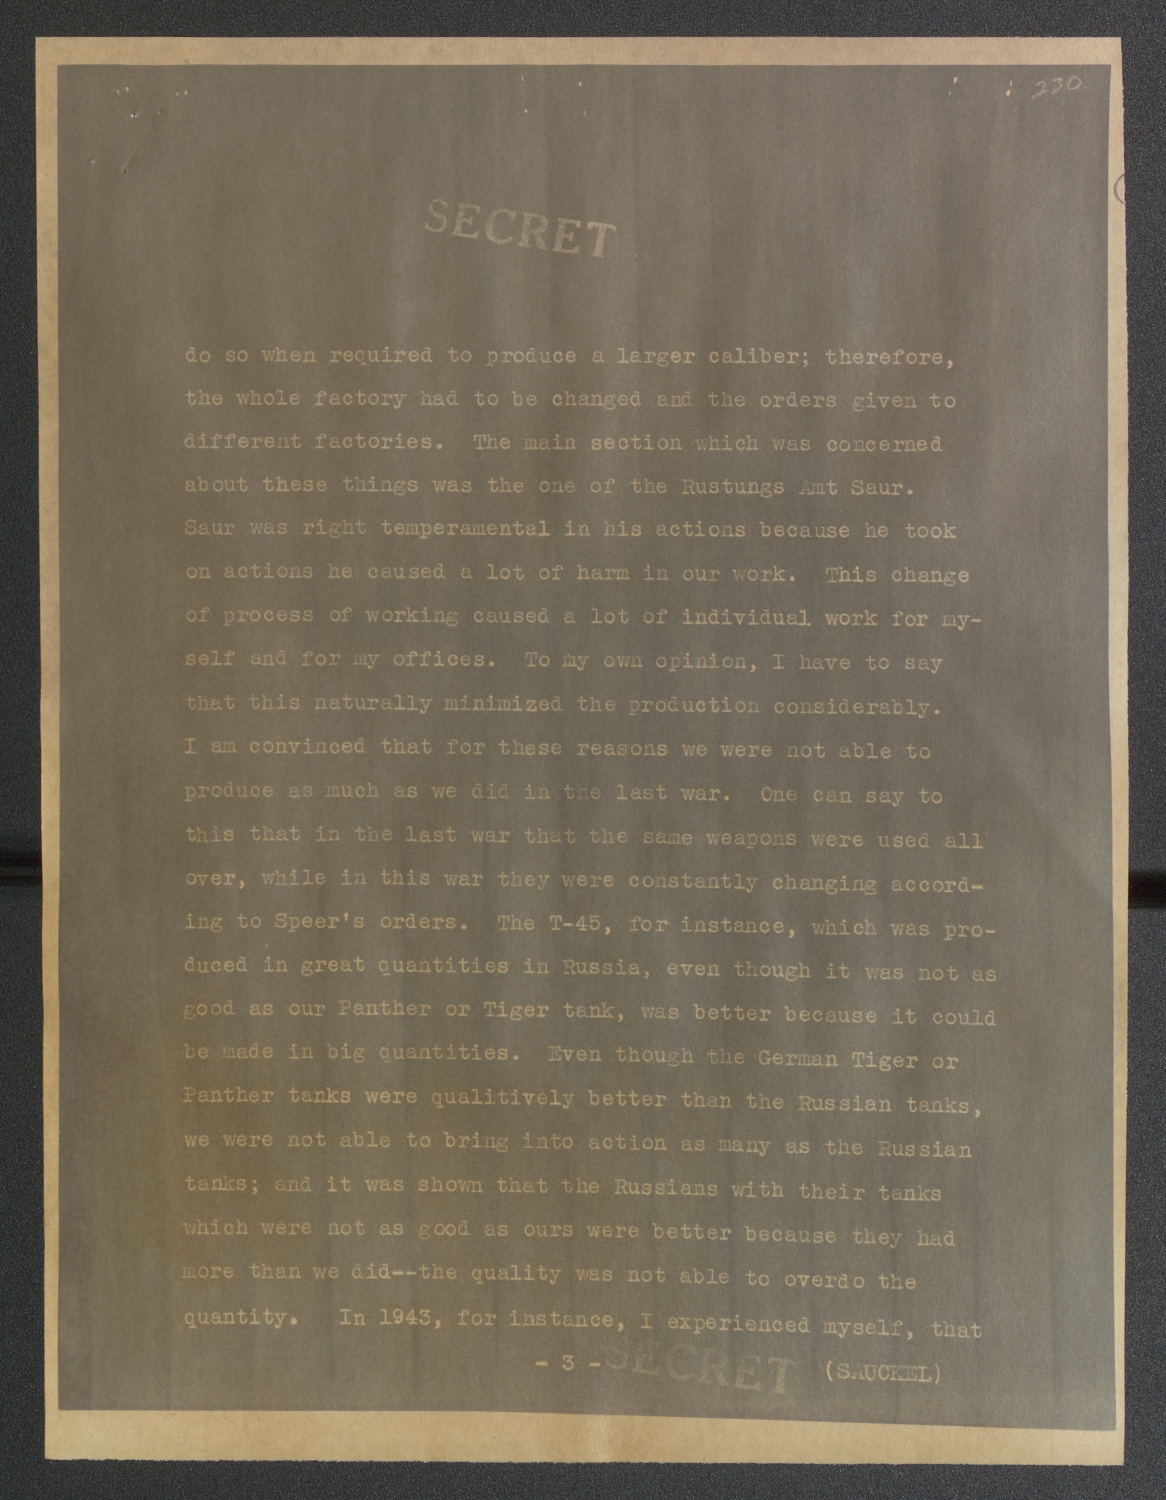 230
SECRET
do so when required to produce a larger caliber; therefore,
the whole factory had to be changed and the orders given to
different factories. The main section which was concerned
about these things was the one of the Rustungs Amt Saur.
Saur was right temperamental in his actions because he took
on actions he caused a lot of harm in our work. This change
of process of working caused a lot of individual work for my-
self and for my offices. To my own opinion, I have to say
that this naturally minimized the production considerably.
I am convinced that for these reasons we were not able to
produce as much as we did in the last war. One can say to
this that in the last war that the same weapons were used all
over, while in this war they were constantly changing accord-
ing to Speer's orders. The T-45, for instance, which was pro-
duced in great quantities in Russia, even though it was not as
good as our Panther or Tiger tank, was better because it could
be made in big quantities. Even though the German Tiger or
Panther tanks were qualitively better than the Russian tanks,
we were not able to bring into action as many as the Russian
tanks; and it was shown that the Russians with their tanks
which were not as good as ours were better because they had
more than we did--the quality was not able to overdo the
quantity. In 1943, for instance, I experienced myself, that
- 3 - SECRET (SAUCKEL)